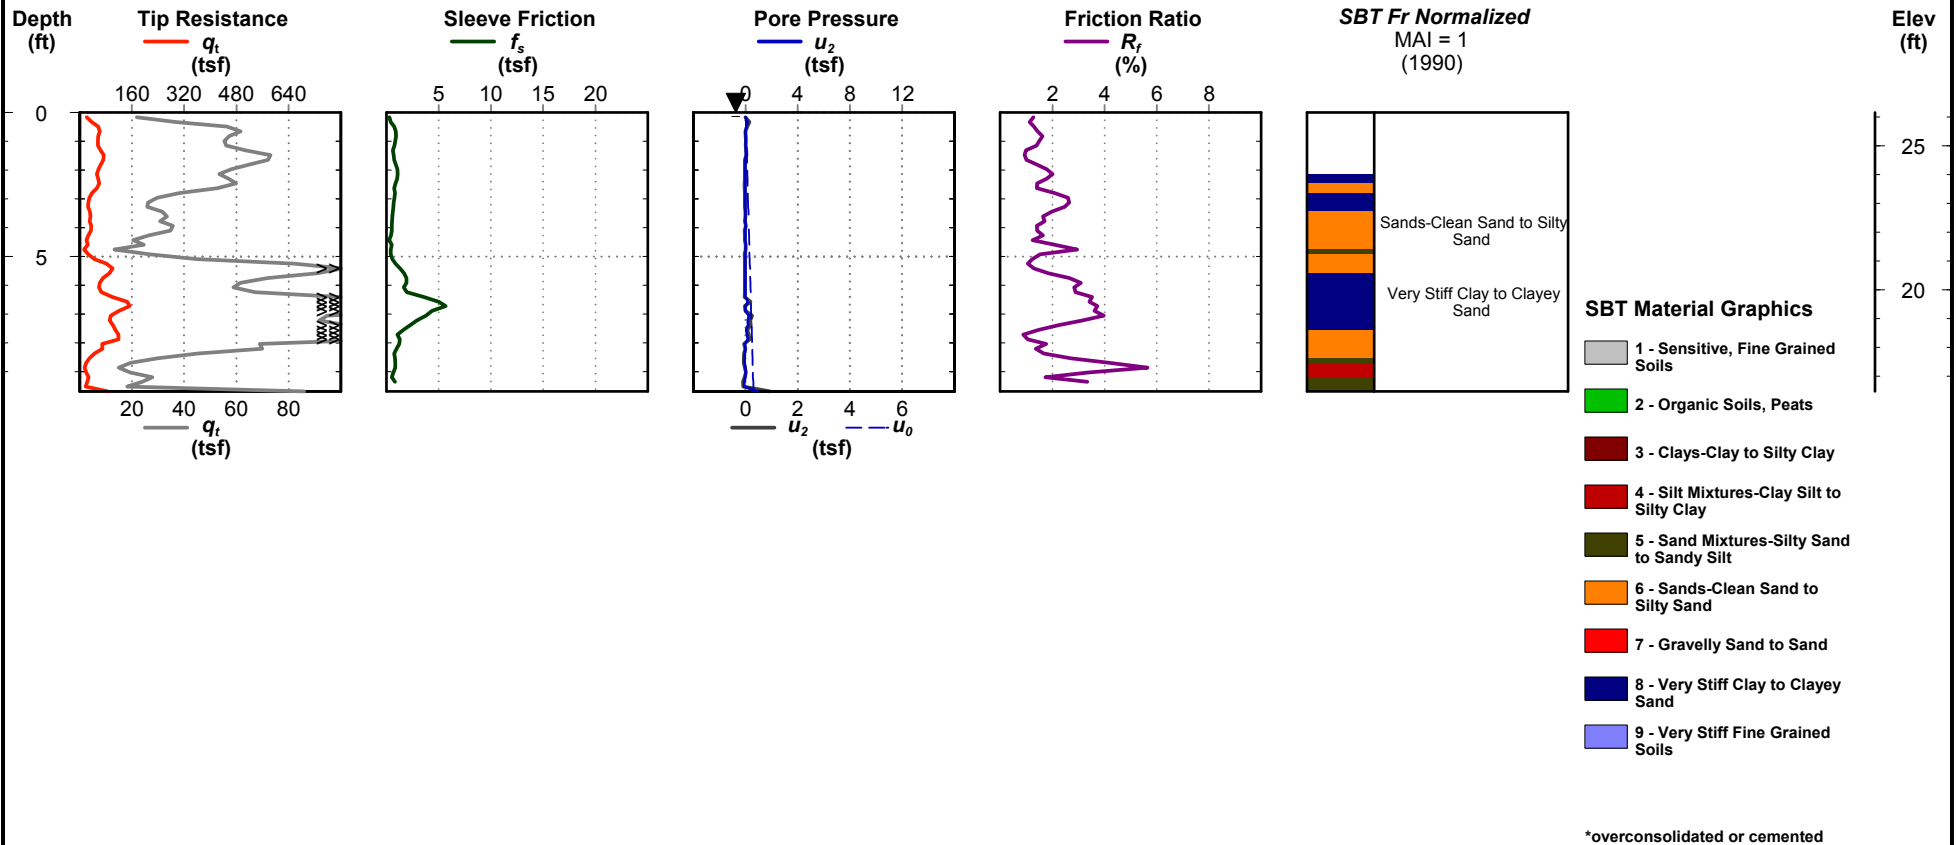 Depth
(ft)
Tip Resistance
qt
(tsf)
160 320 480 640
Sleeve Friction
fs
(tsf)
5 10 15 20
Pore Pressure
u2
(tsf)
0 4 8 12
Friction Ratio
Rf
(%)
2 4 6 8
SBT Fr Normalized
MAI = 1
(1990)
Elev
(ft)
0
5
20 40 60 80
qt
(tsf)
0 2 4 6
u2 u0
(tsf)
Sands-Clean Sand to Silty
Sand
Very Stiff Clay to Clayey
Sand
25
20
SBT Material Graphics
1 - Sensitive, Fine Grained
Soils
2 - Organic Soils, Peats
3 - Clays-Clay to Silty Clay
4 - Silt Mixtures-Clay Silt to
Silty Clay
5 - Sand Mixtures-Silty Sand
to Sandy Silt
6 - Sands-Clean Sand to
Silty Sand
7 - Gravelly Sand to Sand
8 - Very Stiff Clay to Clayey
Sand
9 - Very Stiff Fine Grained
Soils
*overconsolidated or cemented